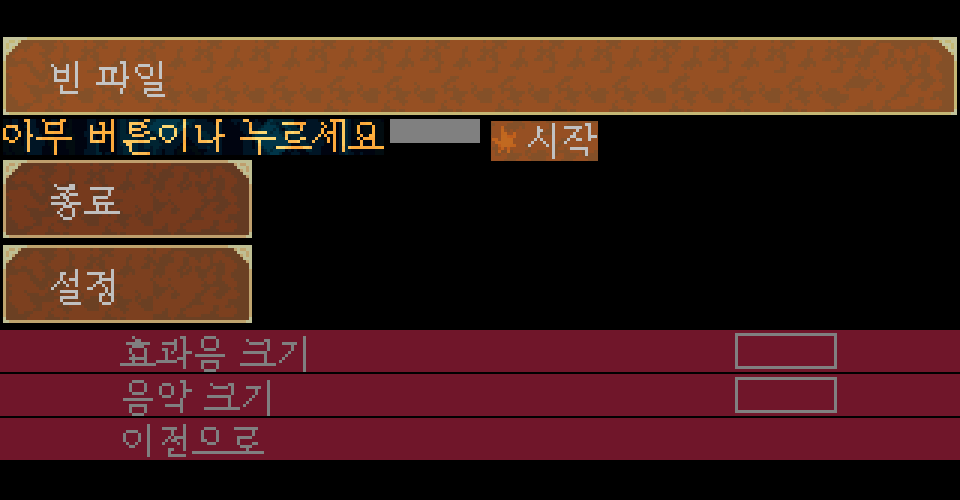 빈 파일
아무 버튼이나 누르세요
시작
종료
설정
효과음 크기
음악 크기
이전으로